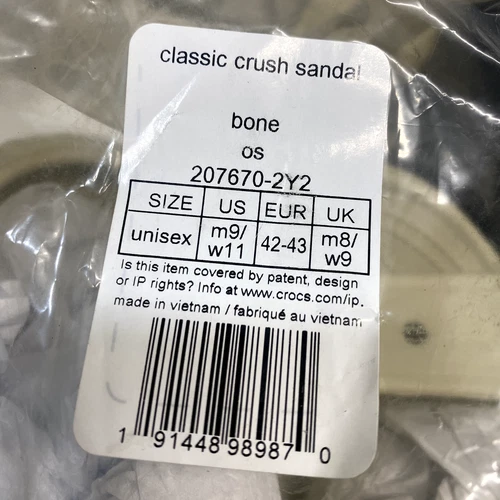 classic crush sandal
bone
os
207670-2Y2
SIZE US EUR UK
unisex m9/ w11 42-43 m8/ w9
Is this item covered by patent, design
or IP rights? Info at www.crocs.com/ip.
made in vietnam / fabriqué au vietnam
1 91448 98987 0